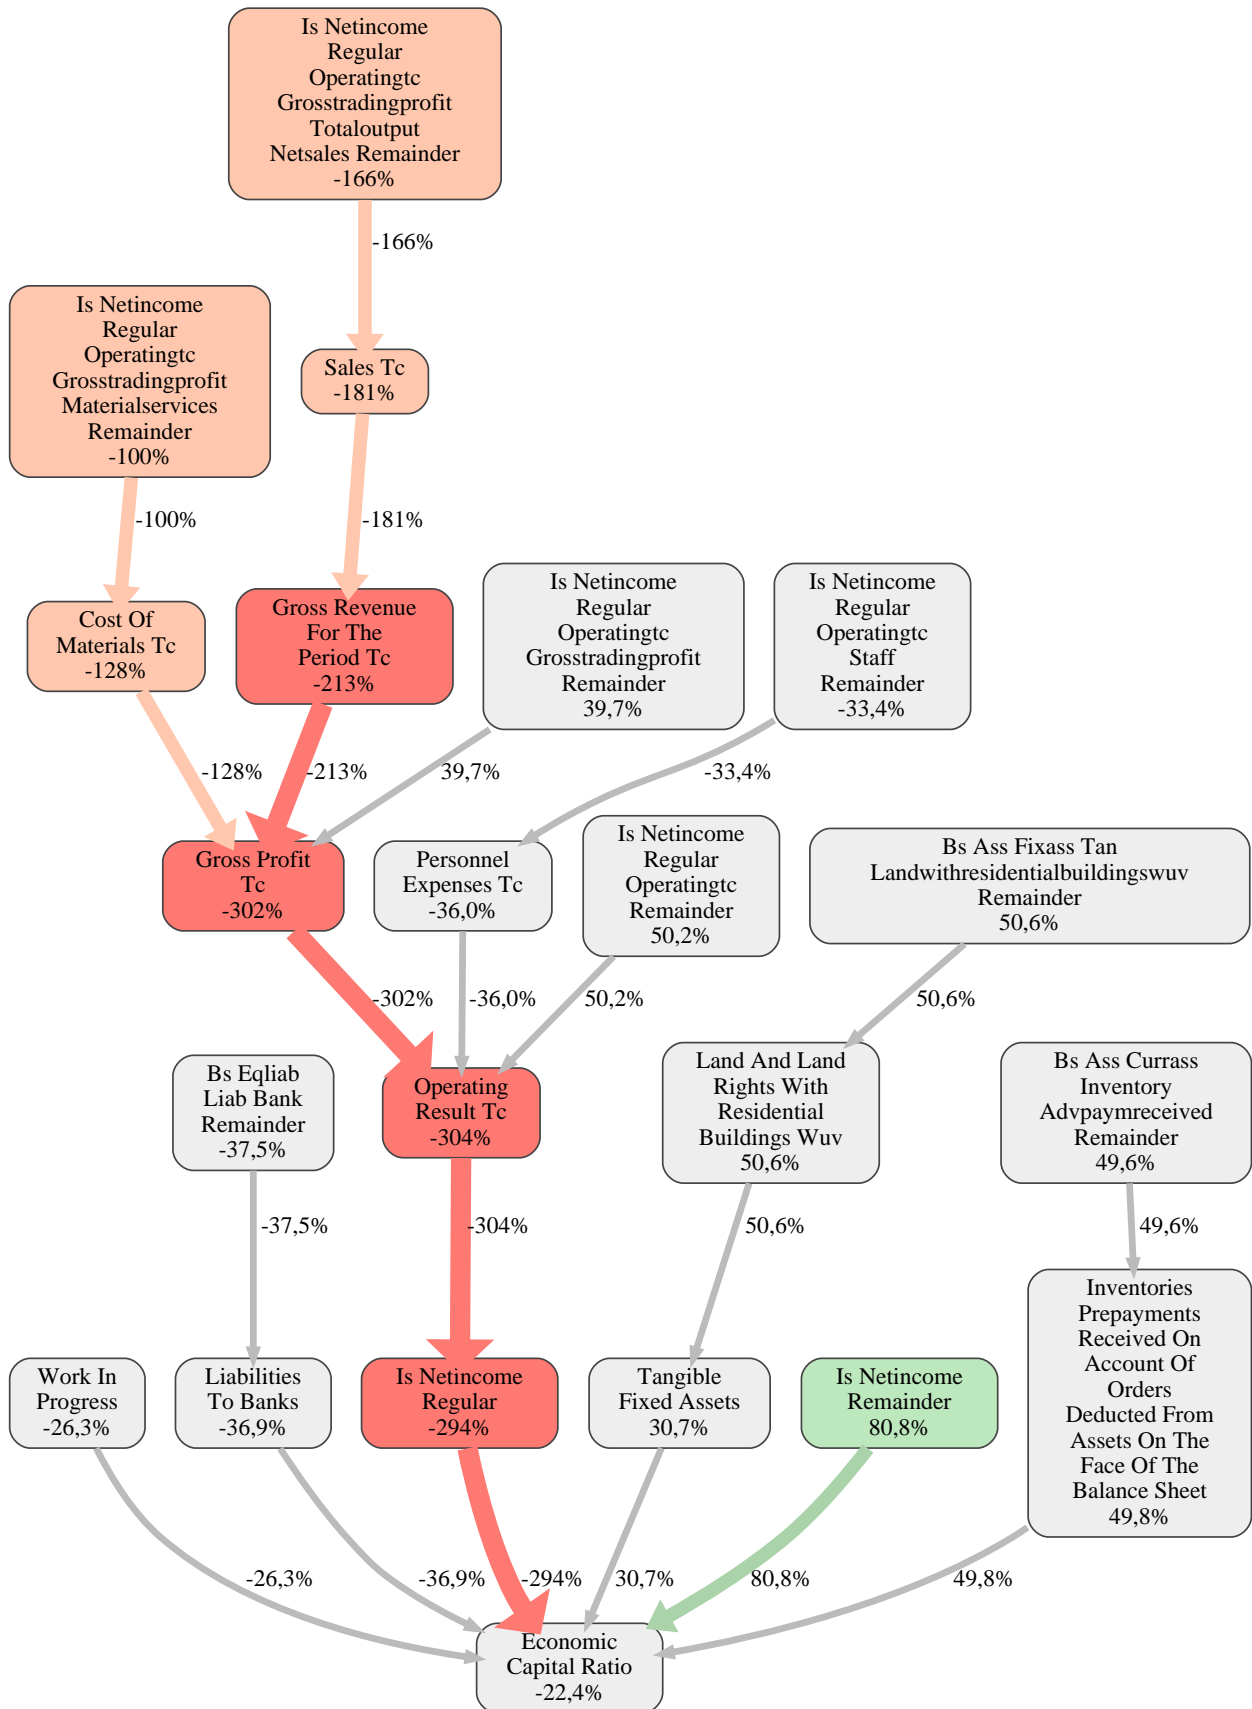 Is Netincome
Regular
Operatingtc
Grosstradingprofit
Totaloutput
Netsales Remainder
-166%
-166%
Is Netincome
Regular
Operatingtc
Grosstradingprofit
Materialservices
Remainder
-100%
Sales Tc
-181%
-100%
-181%
Cost Of
Materials Tc
-128%
Gross Revenue
For The
Period Tc
-213%
Is Netincome
Regular
Operatingtc
Grosstradingprofit
Remainder
39,7%
Is Netincome
Regular
Operatingtc
Staff
Remainder
-33,4%
-128%
-213%
39,7%
-33,4%
Gross Profit
Tc
-302%
Personnel
Expenses Tc
-36,0%
Is Netincome
Regular
Operatingtc
Remainder
50,2%
Bs Ass Fixass Tan
Landwithresidentialbuildingswuv
Remainder
50,6%
-302%
-36,0%
50,2%
50,6%
Bs Eqliab
Liab Bank
Remainder
-37,5%
Operating
Result Tc
-304%
Land And Land
Rights With
Residential
Buildings Wuv
50,6%
Bs Ass Currass
Inventory
Advpaymreceived
Remainder
49,6%
-37,5%
-304%
50,6%
49,6%
Work In
Progress
-26,3%
Liabilities
To Banks
-36,9%
Is Netincome
Regular
-294%
Tangible
Fixed Assets
30,7%
Is Netincome
Remainder
80,8%
Inventories
Prepayments
Received On
Account Of
Orders
Deducted From
Assets On The
Face Of The
Balance Sheet
49,8%
-26,3%
-36,9%
-294%
30,7%
80,8%
49,8%
Economic
Capital Ratio
-22,4%